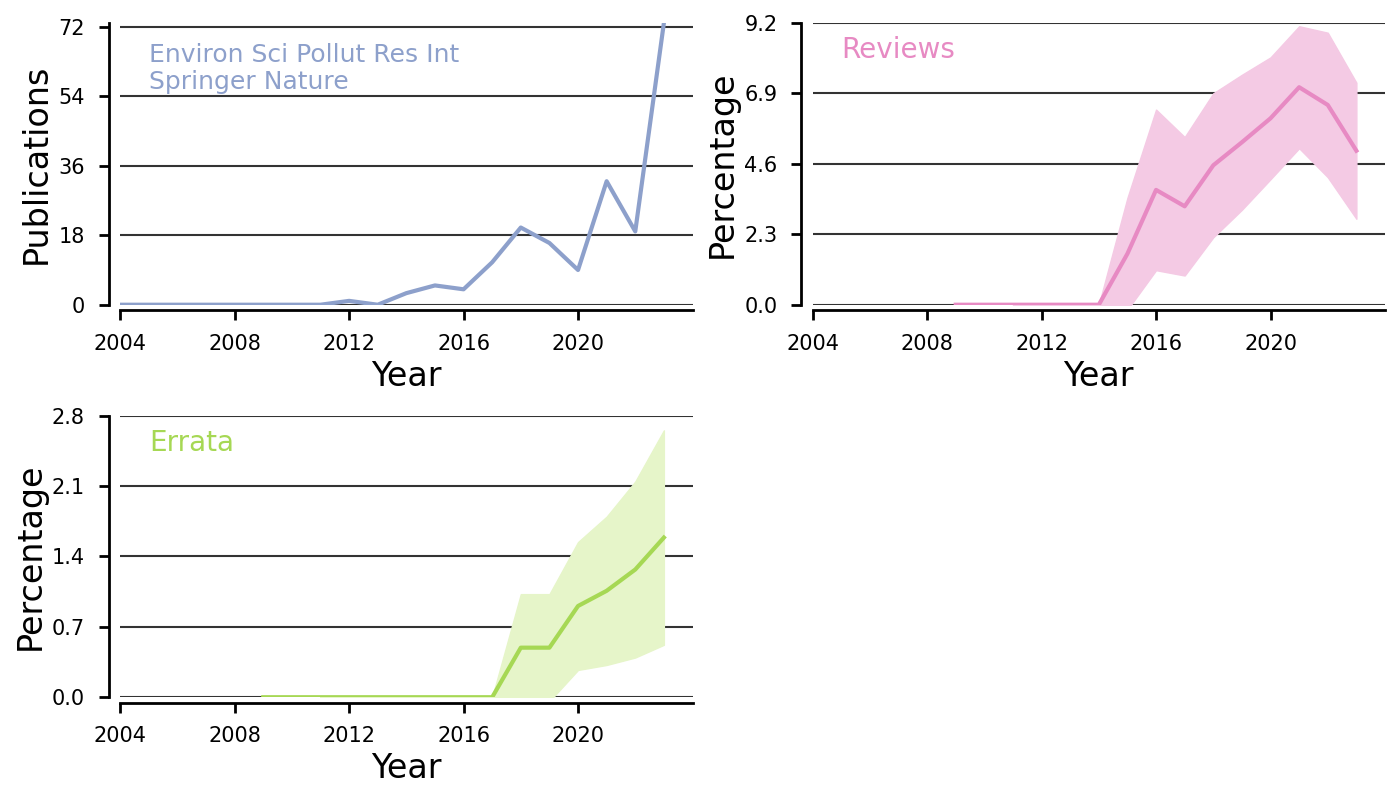 Environ Sci Pollut Res Int
Springer Nature
Publications
72
54
36
18
0
2004 2008 2012 2016 2020
Year
Reviews
Percentage
9.2
6.9
4.6
2.3
0.0
2004 2008 2012 2016 2020
Year
Errata
Percentage
2.8
2.1
1.4
0.7
0.0
2004 2008 2012 2016 2020
Year